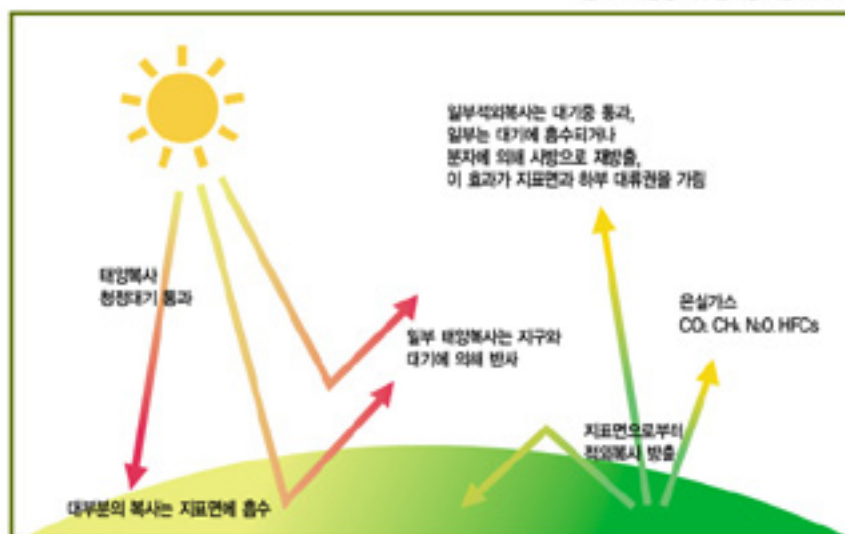 일부적외복사는 대기중 통과,
일부는 대기에 흡수되거나
분자에 의해 사방으로 재방출,
이 효과가 지표면과 하부 대류권을 가림
태양복사
청정대기 통과
온실가스
CO₂ CH₄ N₂O HFCs
일부 태양복사는 지구와
대기에 의해 반사
지표면으로부터
적외복사 방출
대부분의 복사는 지표면에 흡수